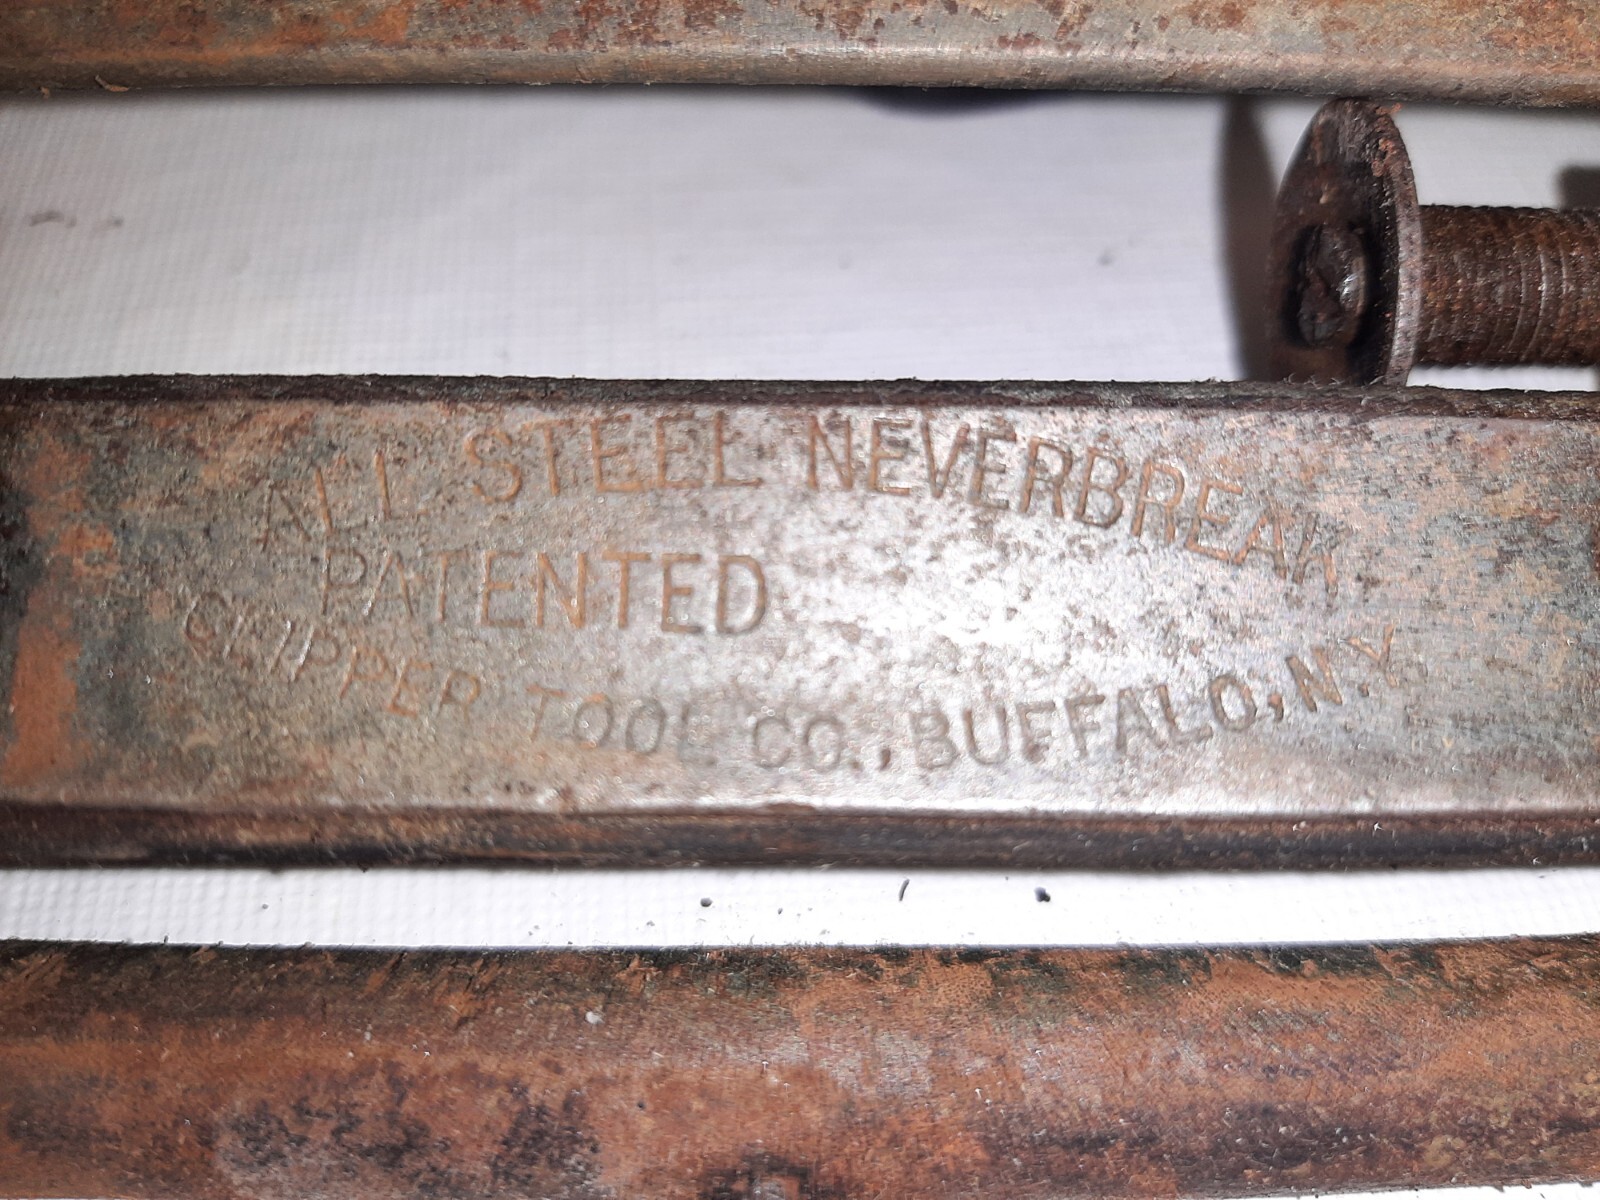 ALL STEEL NEVERBREAK
PATENTED
CLIPPER TOOL CO., BUFFALO, N.Y